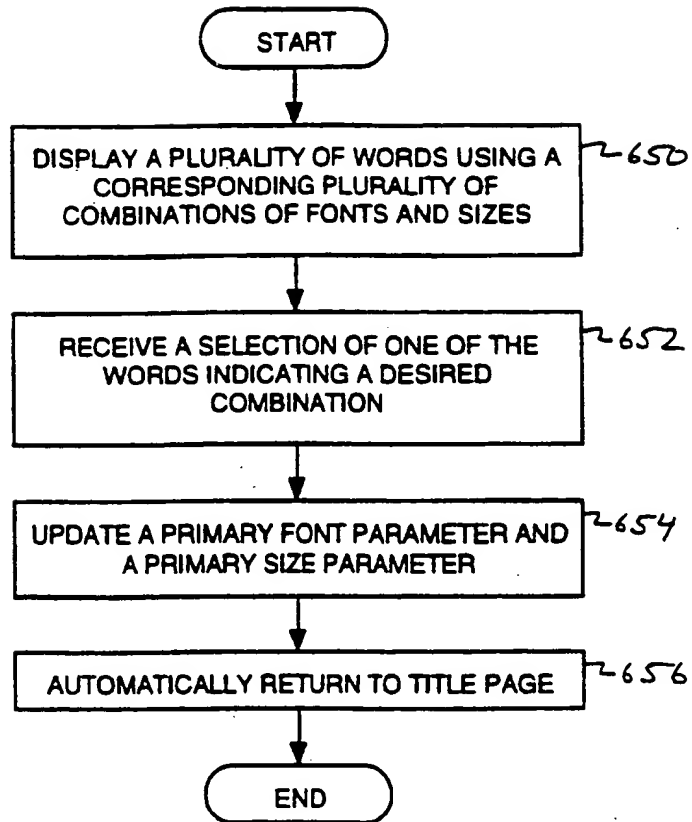 START
DISPLAY A PLURALITY OF WORDS USING A
CORRESPONDING PLURALITY OF
COMBINATIONS OF FONTS AND SIZES
650
RECEIVE A SELECTION OF ONE OF THE
WORDS INDICATING A DESIRED
COMBINATION
652
UPDATE A PRIMARY FONT PARAMETER AND
A PRIMARY SIZE PARAMETER
654
AUTOMATICALLY RETURN TO TITLE PAGE
656
END